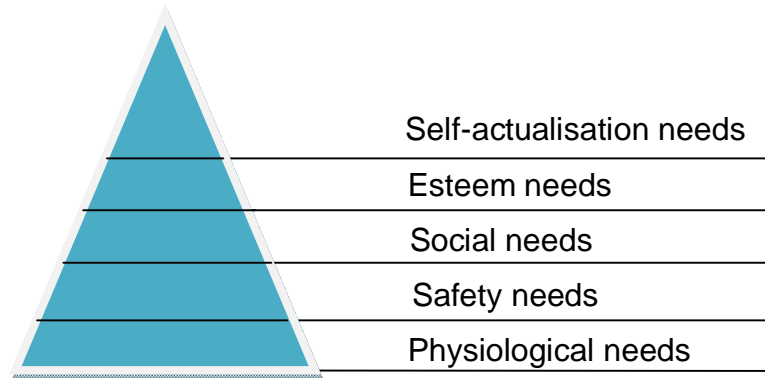 Self-actualisation needs
Esteem needs
Social needs
Safety needs
Physiological needs